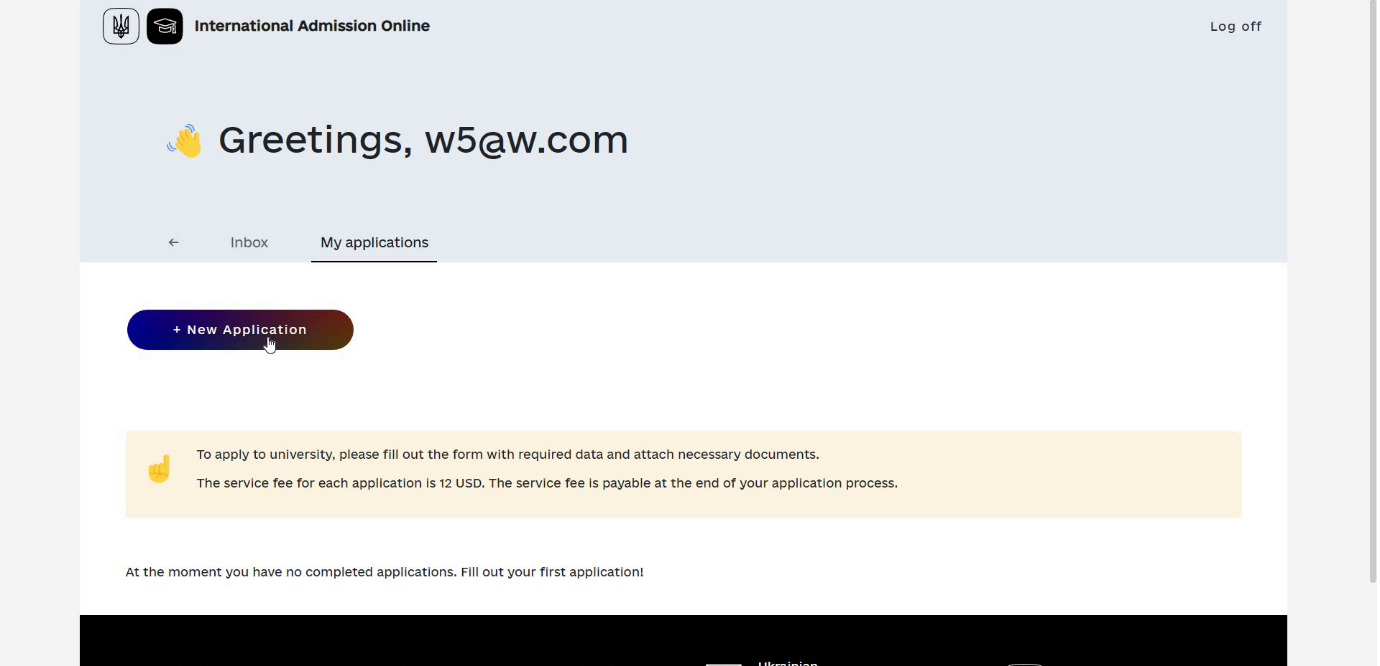 International Admission Online
Log off
Greetings, w5@w.com
Inbox
My applications
+ New Application
To apply to university, please fill out the form with required data and attach necessary documents.
The service fee for each application is 12 USD. The service fee is payable at the end of your application process.
At the moment you have no completed applications. Fill out your first application!
Ukrainian